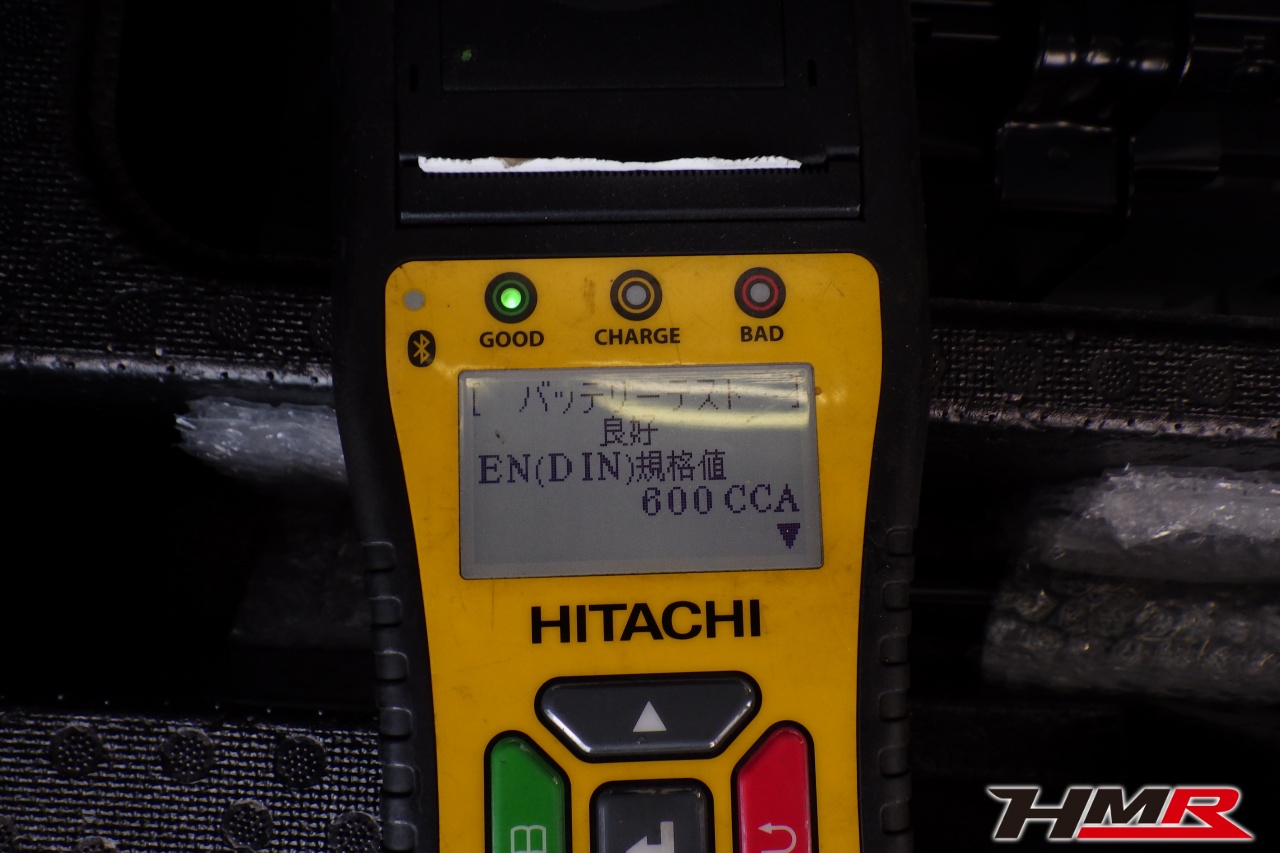 GOOD CHARGE BAD
[ バッテリーテスト ]
良好
EN(DIN)規格値
600 CCA
▼
HITACHI
▲
HMR